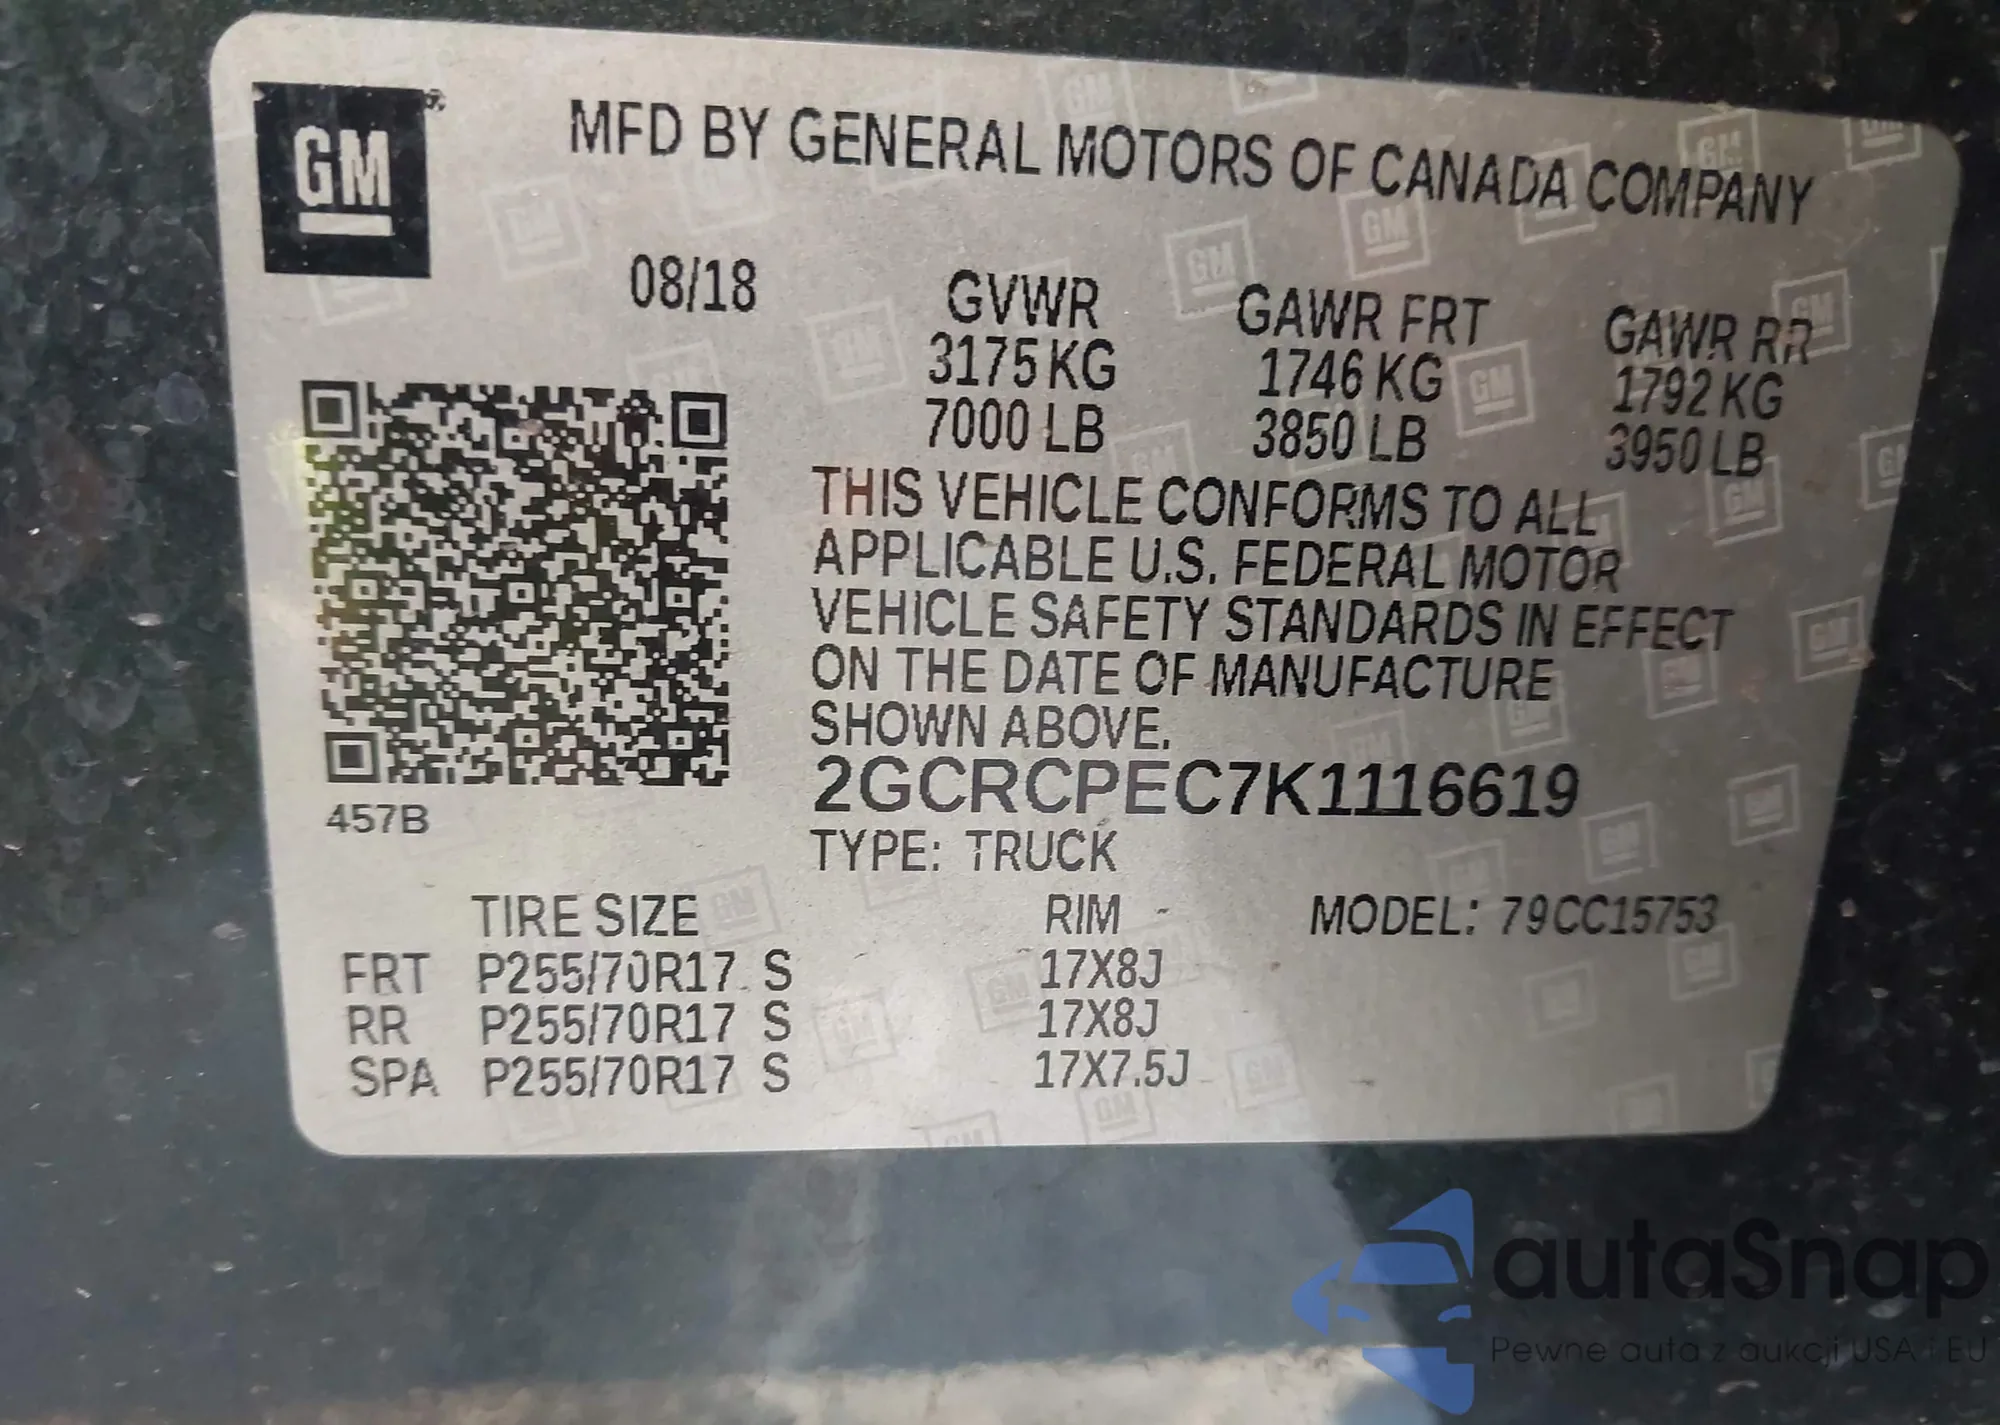 GM
MFD BY GENERAL MOTORS OF CANADA COMPANY
08/18
GVWR GAWR FRT GAWR RR
3175 KG 1746 KG 1792 KG
7000 LB 3850 LB 3950 LB
THIS VEHICLE CONFORMS TO ALL
APPLICABLE U.S. FEDERAL MOTOR
VEHICLE SAFETY STANDARDS IN EFFECT
ON THE DATE OF MANUFACTURE
SHOWN ABOVE.
2GCRCPEC7K1116619
457B
TYPE: TRUCK
TIRE SIZE RIM MODEL: 79CC15753
FRT P255/70R17 S 17X8J
RR P255/70R17 S 17X8J
SPA P255/70R17 S 17X7.5J
autaSnap
Pewne auta z aukcji USA i EU